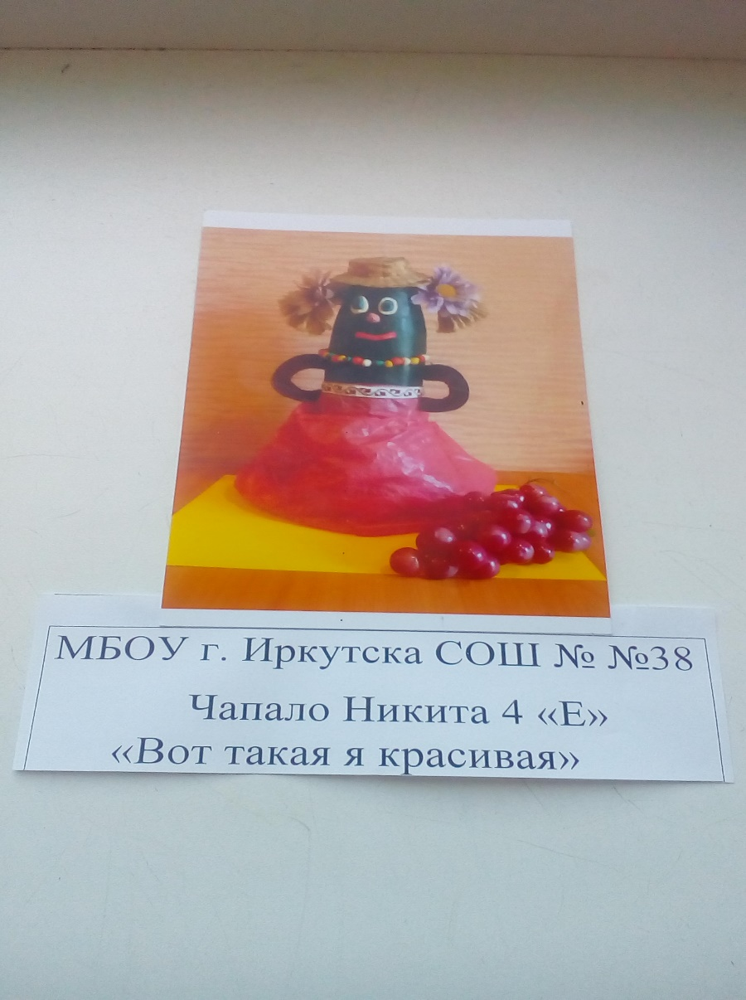 МБОУ г. Иркутска СОШ № №38
Чапало Никита 4 «Е»
«Вот такая я красивая»